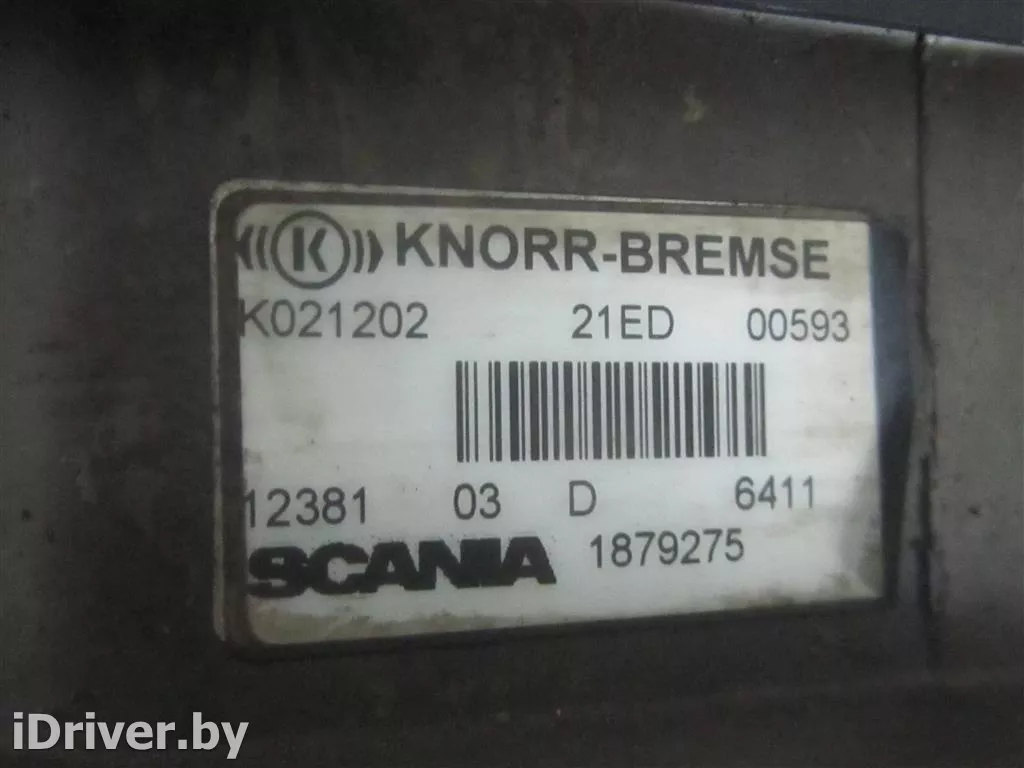 K KNORR-BREMSE
K021202 21ED 00593
12381 03 D 6411
SCANIA 1879275
iDriver.by